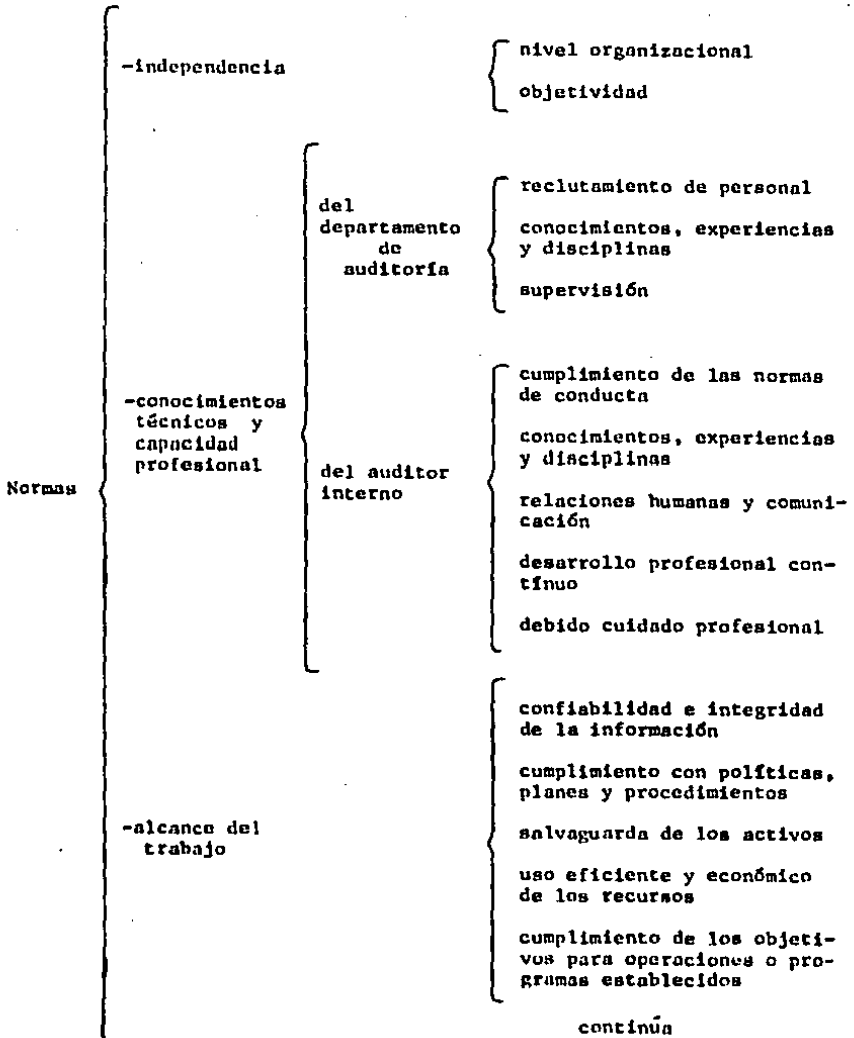 -independencia
nivel organizacional
objetividad
del
departamento
de
auditoría
reclutamiento de personal
conocimientos, experiencias
y disciplinas
supervisión
Normas
-conocimientos
técnicos y
capacidad
profesional
del auditor
interno
cumplimiento de las normas
de conducta
conocimientos, experiencias
y disciplinas
relaciones humanas y comuni-
cación
desarrollo profesional con-
tínuo
debido cuidado profesional
-alcance del
trabajo
confiabilidad e integridad
de la información
cumplimiento con políticas,
planes y procedimientos
salvaguarda de los activos
uso eficiente y económico
de los recursos
cumplimiento de los objeti-
vos para operaciones o pro-
gramas establecidos
continúa